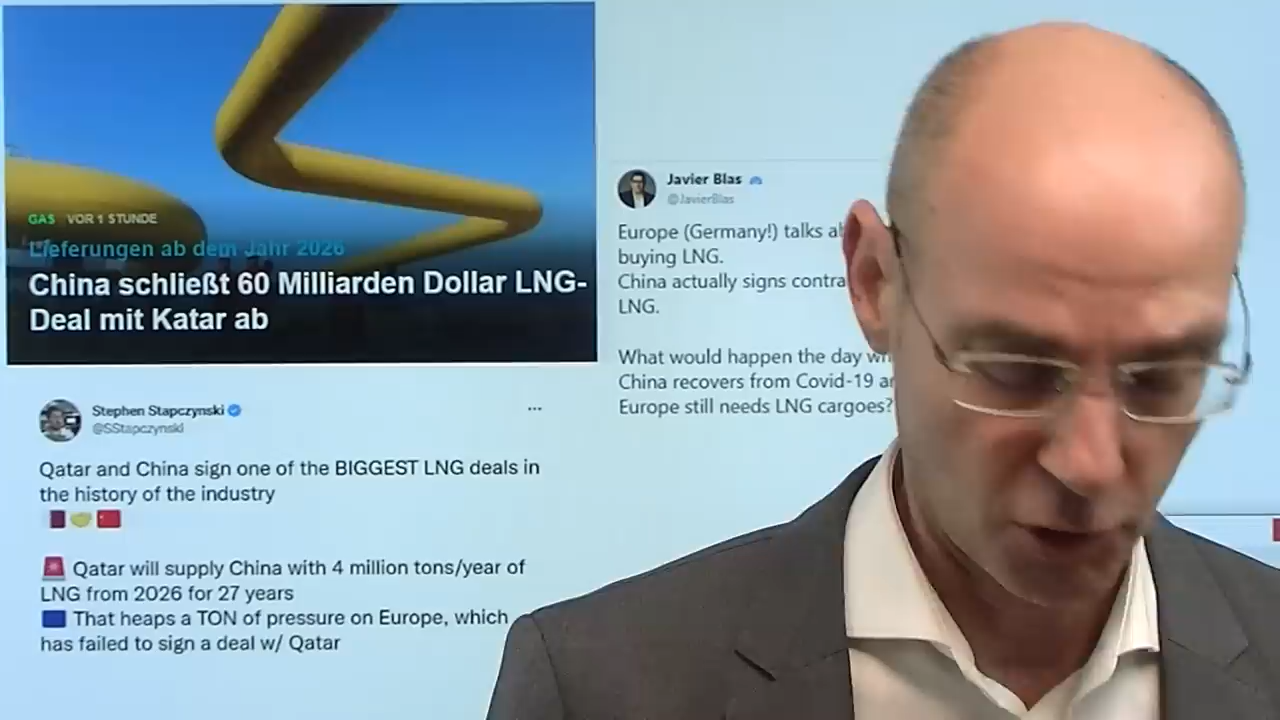 GAS VOR 1 STUNDE
Lieferungen ab dem Jahr 2026
China schließt 60 Milliarden Dollar LNG-
Deal mit Katar ab
Stephen Stapczynski
@SStapczynski
Qatar and China sign one of the BIGGEST LNG deals in
the history of the industry
Qatar will supply China with 4 million tons/year of
LNG from 2026 for 27 years
That heaps a TON of pressure on Europe, which
has failed to sign a deal w/ Qatar
Javier Blas
@JavierBlas
Europe (Germany!) talks
buying LNG.
China actually signs
LNG.
What would happen the day
China recovers from Covid-19
Europe still needs LNG cargoes?